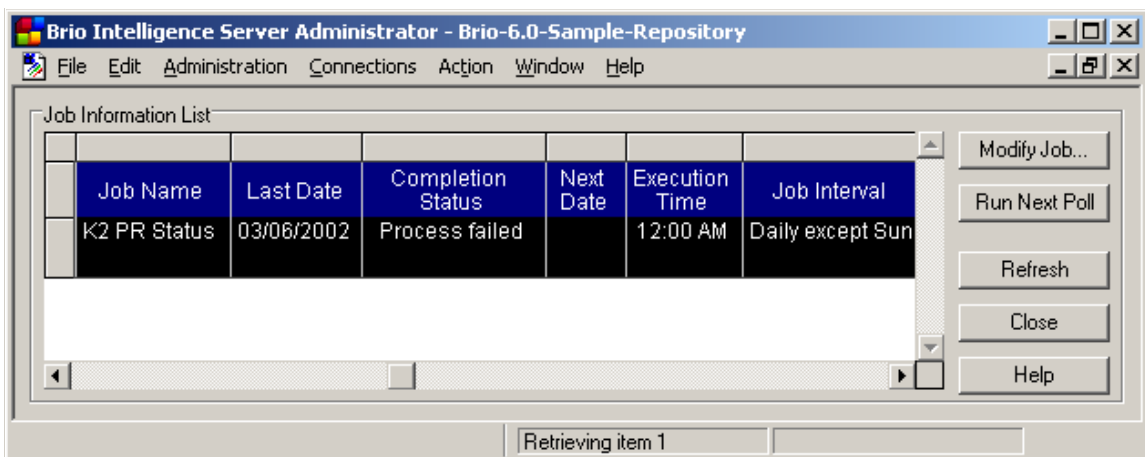 Brio Intelligence Server Administrator - Brio-6.0-Sample-Repository
File Edit Administration Connections Action Window Help
Job Information List
Job Name Last Date Completion Status Next Date Execution Time Job Interval
K2 PR Status 03/06/2002 Process failed 12:00 AM Daily except Sun
Modify Job...
Run Next Poll
Refresh
Close
Help
Retrieving item 1